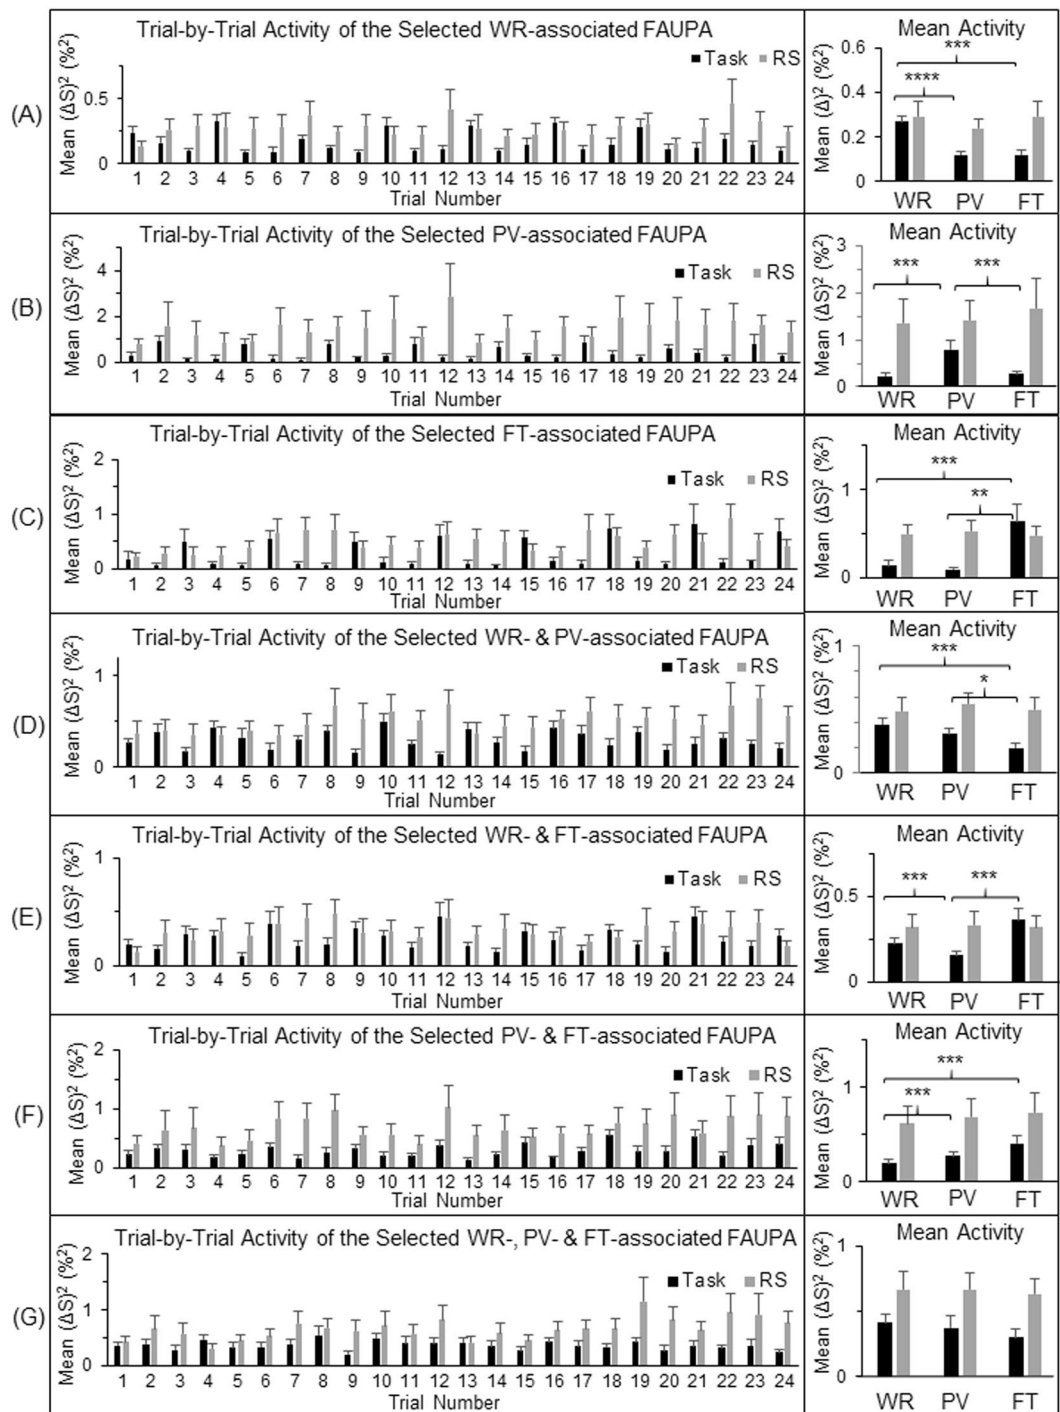 (A)
Trial-by-Trial Activity of the Selected WR-associated FAUPA
Task RS
Mean (ΔS)² (%²)
0.5
0
1 2 3 4 5 6 7 8 9 10 11 12 13 14 15 16 17 18 19 20 21 22 23 24
Trial Number
Mean Activity
Mean (Δ)² (%²)
0.6
0.4
0.2
0
***
****
WR PV FT
(B)
Trial-by-Trial Activity of the Selected PV-associated FAUPA
Task RS
Mean (ΔS)² (%²)
4
2
0
1 2 3 4 5 6 7 8 9 10 11 12 13 14 15 16 17 18 19 20 21 22 23 24
Trial Number
Mean Activity
Mean (ΔS)² (%²)
3
2
1
0
*** ***
WR PV FT
(C)
Trial-by-Trial Activity of the Selected FT-associated FAUPA
Task RS
Mean (ΔS)² (%²)
2
1
0
1 2 3 4 5 6 7 8 9 10 11 12 13 14 15 16 17 18 19 20 21 22 23 24
Trial Number
Mean Activity
Mean (ΔS)² (%²)
1
0
***
**
WR PV FT
(D)
Trial-by-Trial Activity of the Selected WR- & PV-associated FAUPA
Task RS
Mean (ΔS)² (%²)
1
0
1 2 3 4 5 6 7 8 9 10 11 12 13 14 15 16 17 18 19 20 21 22 23 24
Trial Number
Mean Activity
Mean (ΔS)² (%²)
1
0
***
*
WR PV FT
(E)
Trial-by-Trial Activity of the Selected WR- & FT-associated FAUPA
Task RS
Mean (ΔS)² (%²)
1
0
1 2 3 4 5 6 7 8 9 10 11 12 13 14 15 16 17 18 19 20 21 22 23 24
Trial Number
Mean Activity
Mean (ΔS)² (%²)
0.5
0
*** ***
WR PV FT
(F)
Trial-by-Trial Activity of the Selected PV- & FT-associated FAUPA
Task RS
Mean (ΔS)² (%²)
2
1
0
1 2 3 4 5 6 7 8 9 10 11 12 13 14 15 16 17 18 19 20 21 22 23 24
Trial Number
Mean Activity
Mean (ΔS)² (%²)
1
0
***
***
WR PV FT
(G)
Trial-by-Trial Activity of the Selected WR-, PV- & FT-associated FAUPA
Task RS
Mean (ΔS)² (%²)
2
1
0
1 2 3 4 5 6 7 8 9 10 11 12 13 14 15 16 17 18 19 20 21 22 23 24
Trial Number
Mean Activity
Mean (ΔS)² (%²)
1
0
WR PV FT